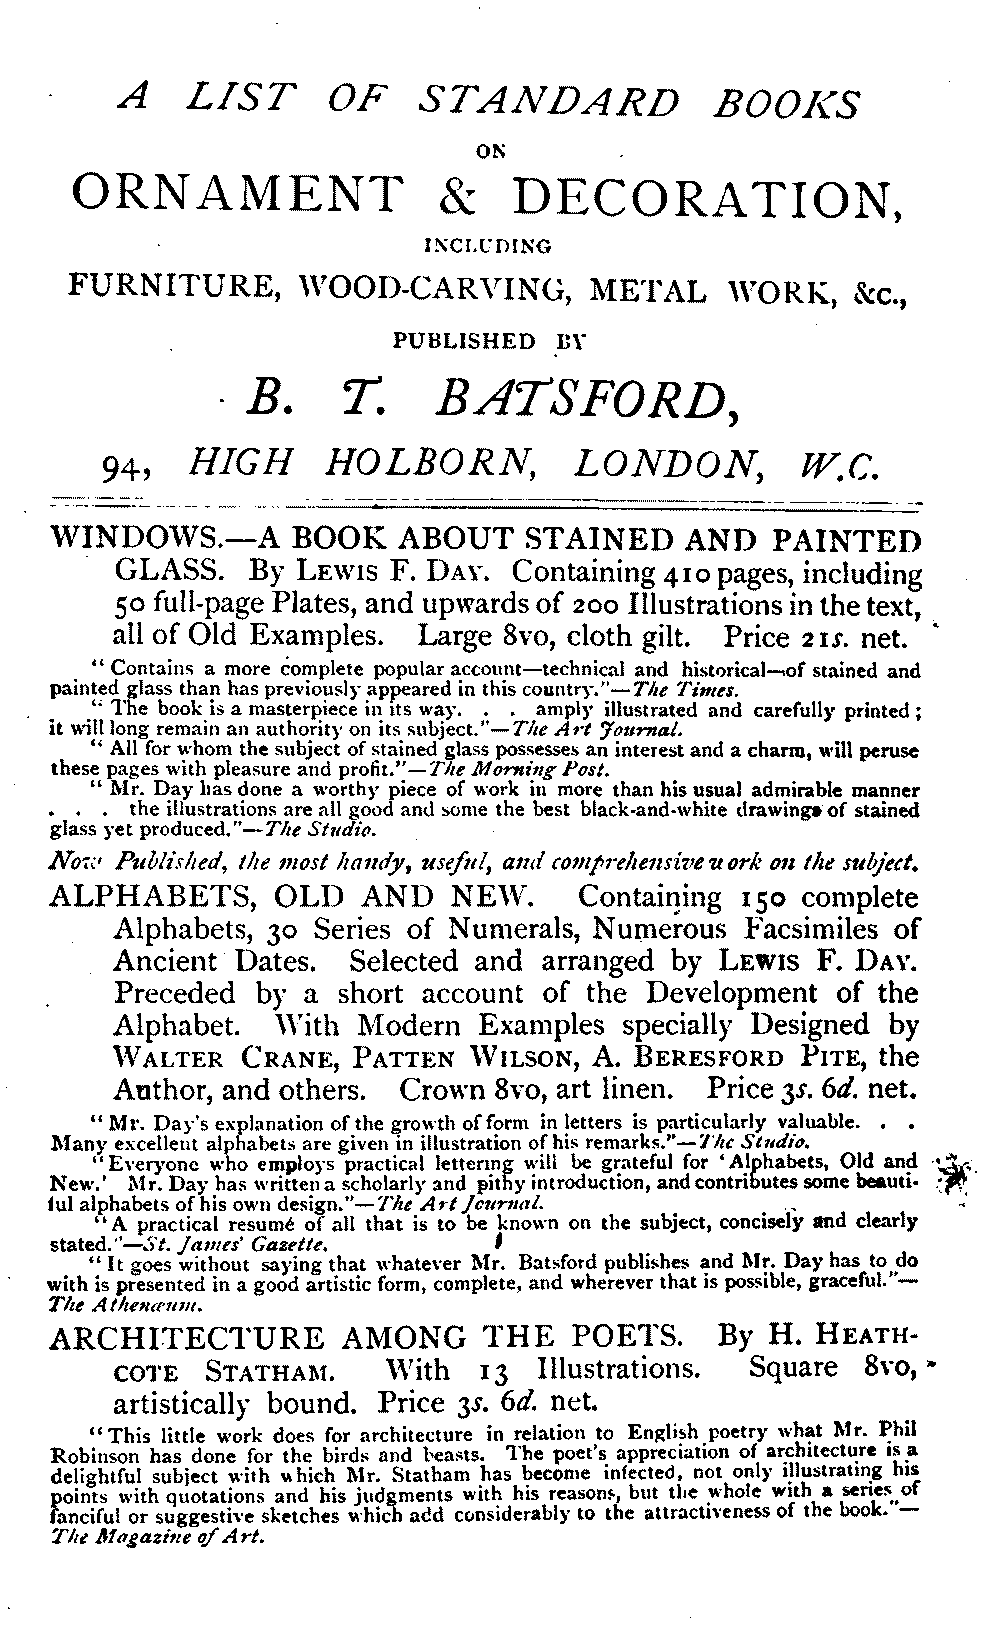 A LIST OF STANDARD BOOKS
ON
ORNAMENT & DECORATION,
INCLUDING
FURNITURE, WOOD-CARVING, METAL WORK, &c.,
PUBLISHED BY
B. T. BATSFORD,
94, HIGH HOLBORN, LONDON, W.C.
WINDOWS.—A BOOK ABOUT STAINED AND PAINTED
GLASS. By LEWIS F. DAY. Containing 410 pages, including
50 full-page Plates, and upwards of 200 Illustrations in the text,
all of Old Examples. Large 8vo, cloth gilt. Price 21s. net.
"Contains a more complete popular account—technical and historical—of stained and
painted glass than has previously appeared in this country."—The Times.
"The book is a masterpiece in its way. . . amply illustrated and carefully printed;
it will long remain an authority on its subject."—The Art Journal.
"All for whom the subject of stained glass possesses an interest and a charm, will peruse
these pages with pleasure and profit."—The Morning Post.
"Mr. Day has done a worthy piece of work in more than his usual admirable manner
. . . the illustrations are all good and some the best black-and-white drawings of stained
glass yet produced."—The Studio.
Now Published, the most handy, useful, and comprehensive work on the subject.
ALPHABETS, OLD AND NEW. Containing 150 complete
Alphabets, 30 Series of Numerals, Numerous Facsimiles of
Ancient Dates. Selected and arranged by LEWIS F. DAY.
Preceded by a short account of the Development of the
Alphabet. With Modern Examples specially Designed by
WALTER CRANE, PATTEN WILSON, A. BERESFORD PITE, the
Author, and others. Crown 8vo, art linen. Price 3s. 6d. net.
"Mr. Day's explanation of the growth of form in letters is particularly valuable. . .
Many excellent alphabets are given in illustration of his remarks."—The Studio.
"Everyone who employs practical lettering will be grateful for 'Alphabets, Old and
New.' Mr. Day has written a scholarly and pithy introduction, and contributes some beauti-
ful alphabets of his own design."—The Art Journal.
"A practical resumé of all that is to be known on the subject, concisely and clearly
stated."—St. James' Gazette.
"It goes without saying that whatever Mr. Batsford publishes and Mr. Day has to do
with is presented in a good artistic form, complete, and wherever that is possible, graceful."—
The Athenæum.
ARCHITECTURE AMONG THE POETS. By H. HEATH-
COTE STATHAM. With 13 Illustrations. Square 8vo,
artistically bound. Price 3s. 6d. net.
"This little work does for architecture in relation to English poetry what Mr. Phil
Robinson has done for the birds and beasts. The poet's appreciation of architecture is a
delightful subject with which Mr. Statham has become infected, not only illustrating his
points with quotations and his judgments with his reasons, but the whole with a series of
fanciful or suggestive sketches which add considerably to the attractiveness of the book."—
The Magazine of Art.